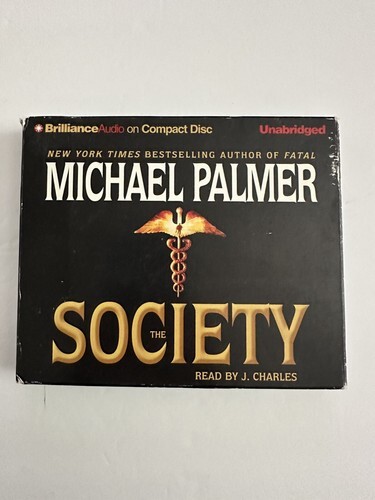 BrillianceAudio on Compact Disc Unabridged
NEW YORK TIMES BESTSELLING AUTHOR OF FATAL
MICHAEL PALMER
THE
SOCIETY
READ BY J. CHARLES